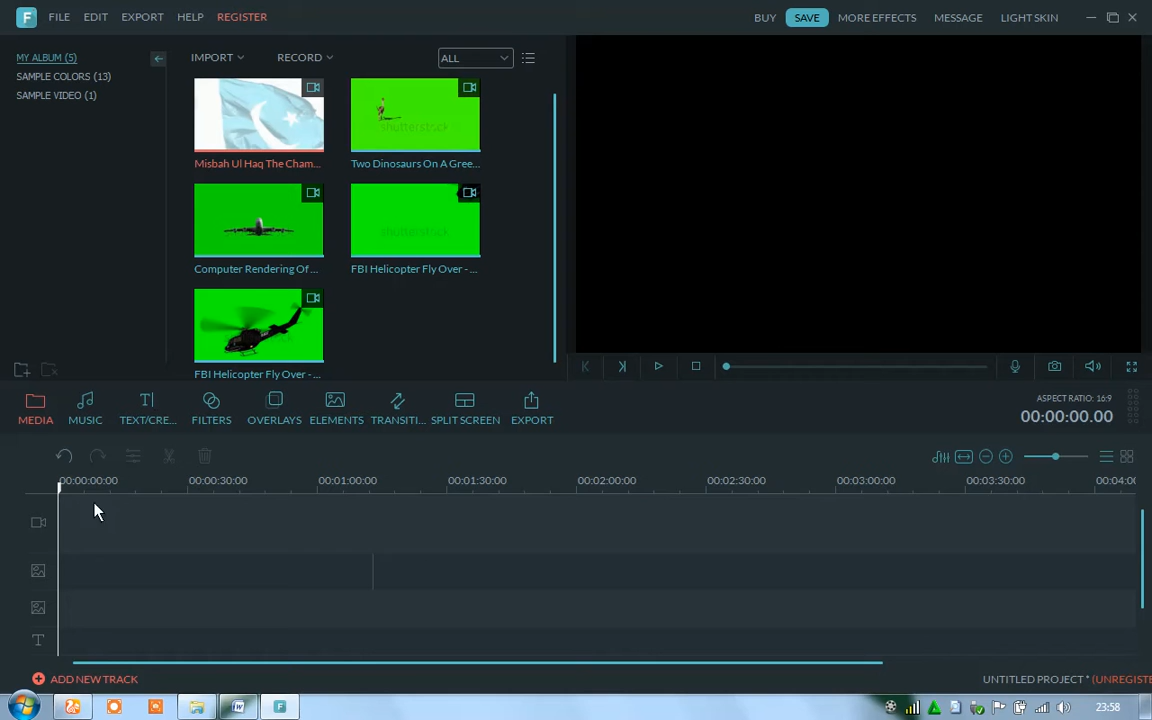 FILE EDIT EXPORT HELP REGISTER BUY SAVE MORE EFFECTS MESSAGE LIGHT SKIN
MY ALBUM (5) IMPORT RECORD ALL
SAMPLE COLORS (13)
SAMPLE VIDEO (1)
shutterstock
Misbah Ul Haq The Cham... Two Dinosaurs On A Gree...
shutterstock
Computer Rendering Of ... FBI Helicopter Fly Over - ...
FBI Helicopter Fly Over - ...
MEDIA MUSIC TEXT/CRE... FILTERS OVERLAYS ELEMENTS TRANSITI... SPLIT SCREEN EXPORT
ASPECT RATIO: 16:9
00:00:00.00
00:00:00:00 00:00:30:00 00:01:00:00 00:01:30:00 00:02:00:00 00:02:30:00 00:03:00:00 00:03:30:00 00:04:0
ADD NEW TRACK UNTITLED PROJECT * (UNREGISTE
23:58